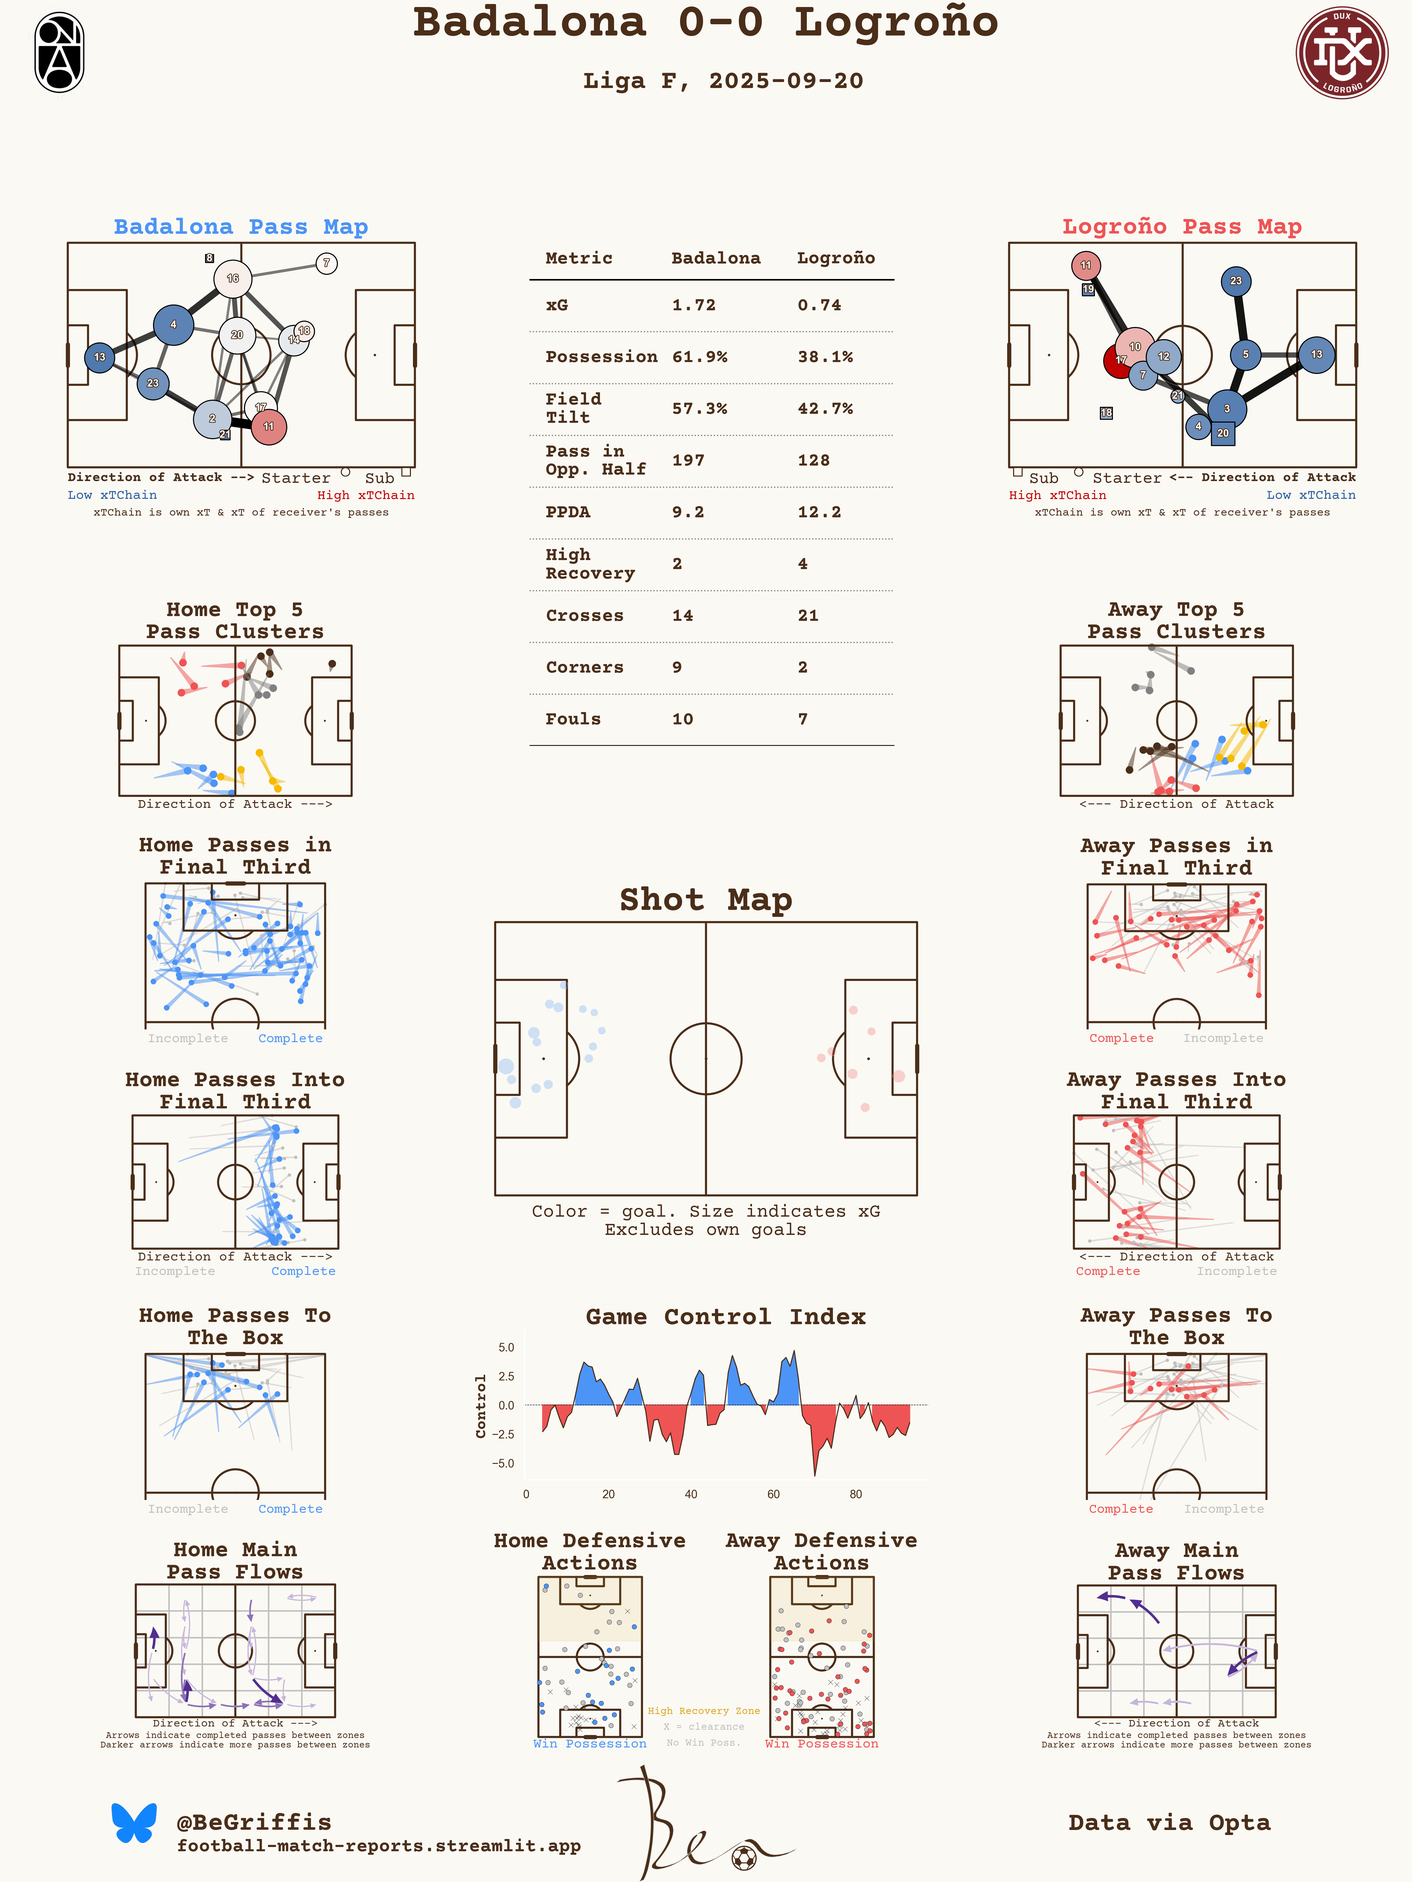 Badalona 0-0 Logroño
Liga F, 2025-09-20
ONA
DUX
LOGROÑO
Badalona Pass Map
8
7
16
4
20
18
14
13
23
17
2
11
21
Direction of Attack --> Starter Sub
Low xTChain High xTChain
xTChain is own xT & xT of receiver's passes
Metric Badalona Logroño
xG 1.72 0.74
Possession 61.9% 38.1%
Field
Tilt 57.3% 42.7%
Pass in
Opp. Half 197 128
PPDA 9.2 12.2
High
Recovery 2 4
Crosses 14 21
Corners 9 2
Fouls 10 7
Logroño Pass Map
11
19
23
10
17
12
5
13
7
21
3
18
4
20
Sub Starter <-- Direction of Attack
High xTChain Low xTChain
xTChain is own xT & xT of receiver's passes
Home Top 5
Pass Clusters
Direction of Attack --->
Away Top 5
Pass Clusters
<--- Direction of Attack
Home Passes in
Final Third
Incomplete Complete
Shot Map
Color = goal. Size indicates xG
Excludes own goals
Away Passes in
Final Third
Complete Incomplete
Home Passes Into
Final Third
Direction of Attack --->
Incomplete Complete
Away Passes Into
Final Third
<--- Direction of Attack
Complete Incomplete
Home Passes To
The Box
Incomplete Complete
Game Control Index
Control
5.0
2.5
0.0
−2.5
−5.0
0 20 40 60 80
Away Passes To
The Box
Complete Incomplete
Home Main
Pass Flows
Direction of Attack --->
Arrows indicate completed passes between zones
Darker arrows indicate more passes between zones
Home Defensive
Actions
Win Possession
High Recovery Zone
X = clearance
No Win Poss.
Away Defensive
Actions
Win Possession
Away Main
Pass Flows
<--- Direction of Attack
Arrows indicate completed passes between zones
Darker arrows indicate more passes between zones
@BeGriffis
football-match-reports.streamlit.app
Ben
Data via Opta